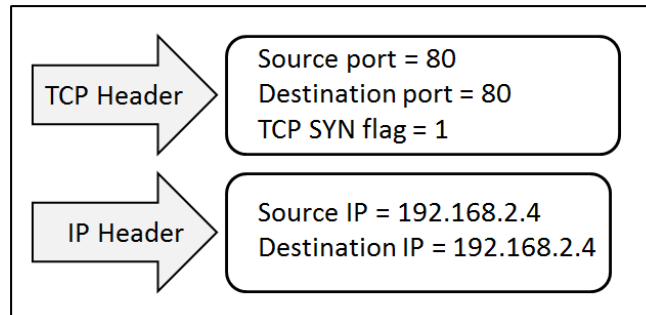 TCP Header
Source port = 80
Destination port = 80
TCP SYN flag = 1
IP Header
Source IP = 192.168.2.4
Destination IP = 192.168.2.4